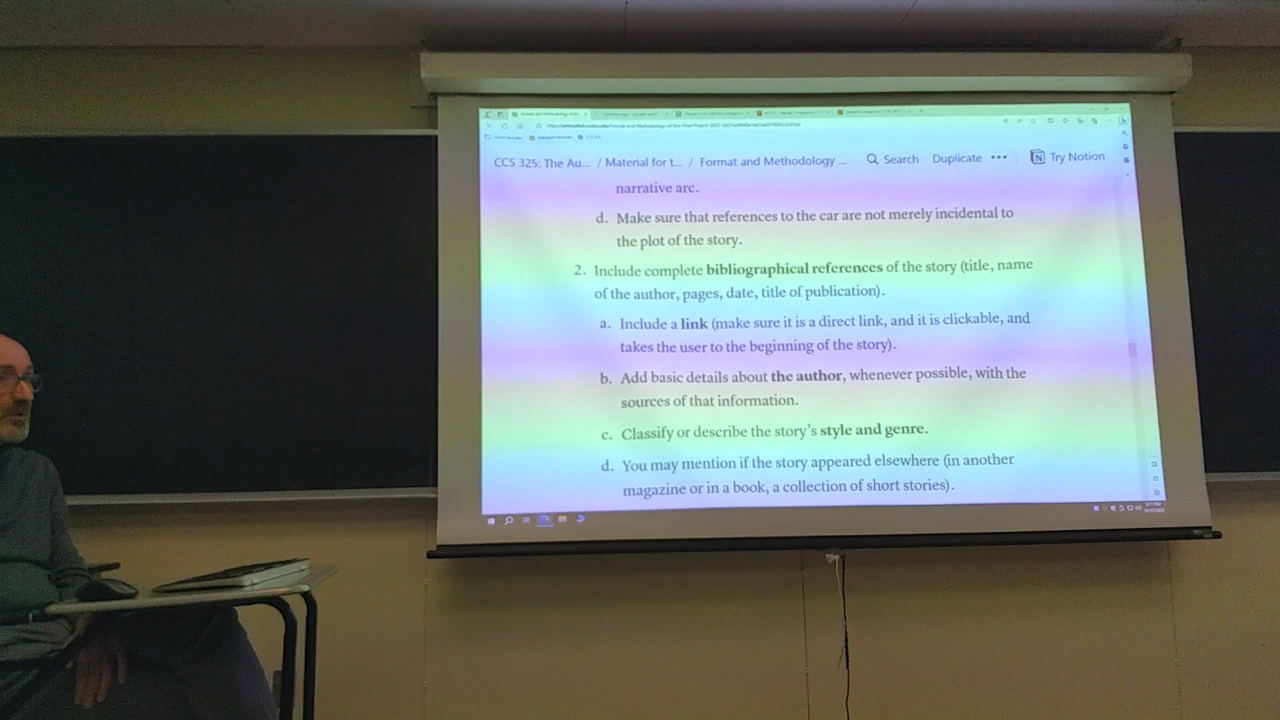 CCS 325: The Au... / Material for t... / Format and Methodology ... Search Duplicate ••• Try Notion
narrative arc.
d. Make sure that references to the car are not merely incidental to
the plot of the story.
2. Include complete bibliographical references of the story (title, name
of the author, pages, date, title of publication).
a. Include a link (make sure it is a direct link, and it is clickable, and
takes the user to the beginning of the story).
b. Add basic details about the author, whenever possible, with the
sources of that information.
c. Classify or describe the story's style and genre.
d. You may mention if the story appeared elsewhere (in another
magazine or in a book, a collection of short stories).